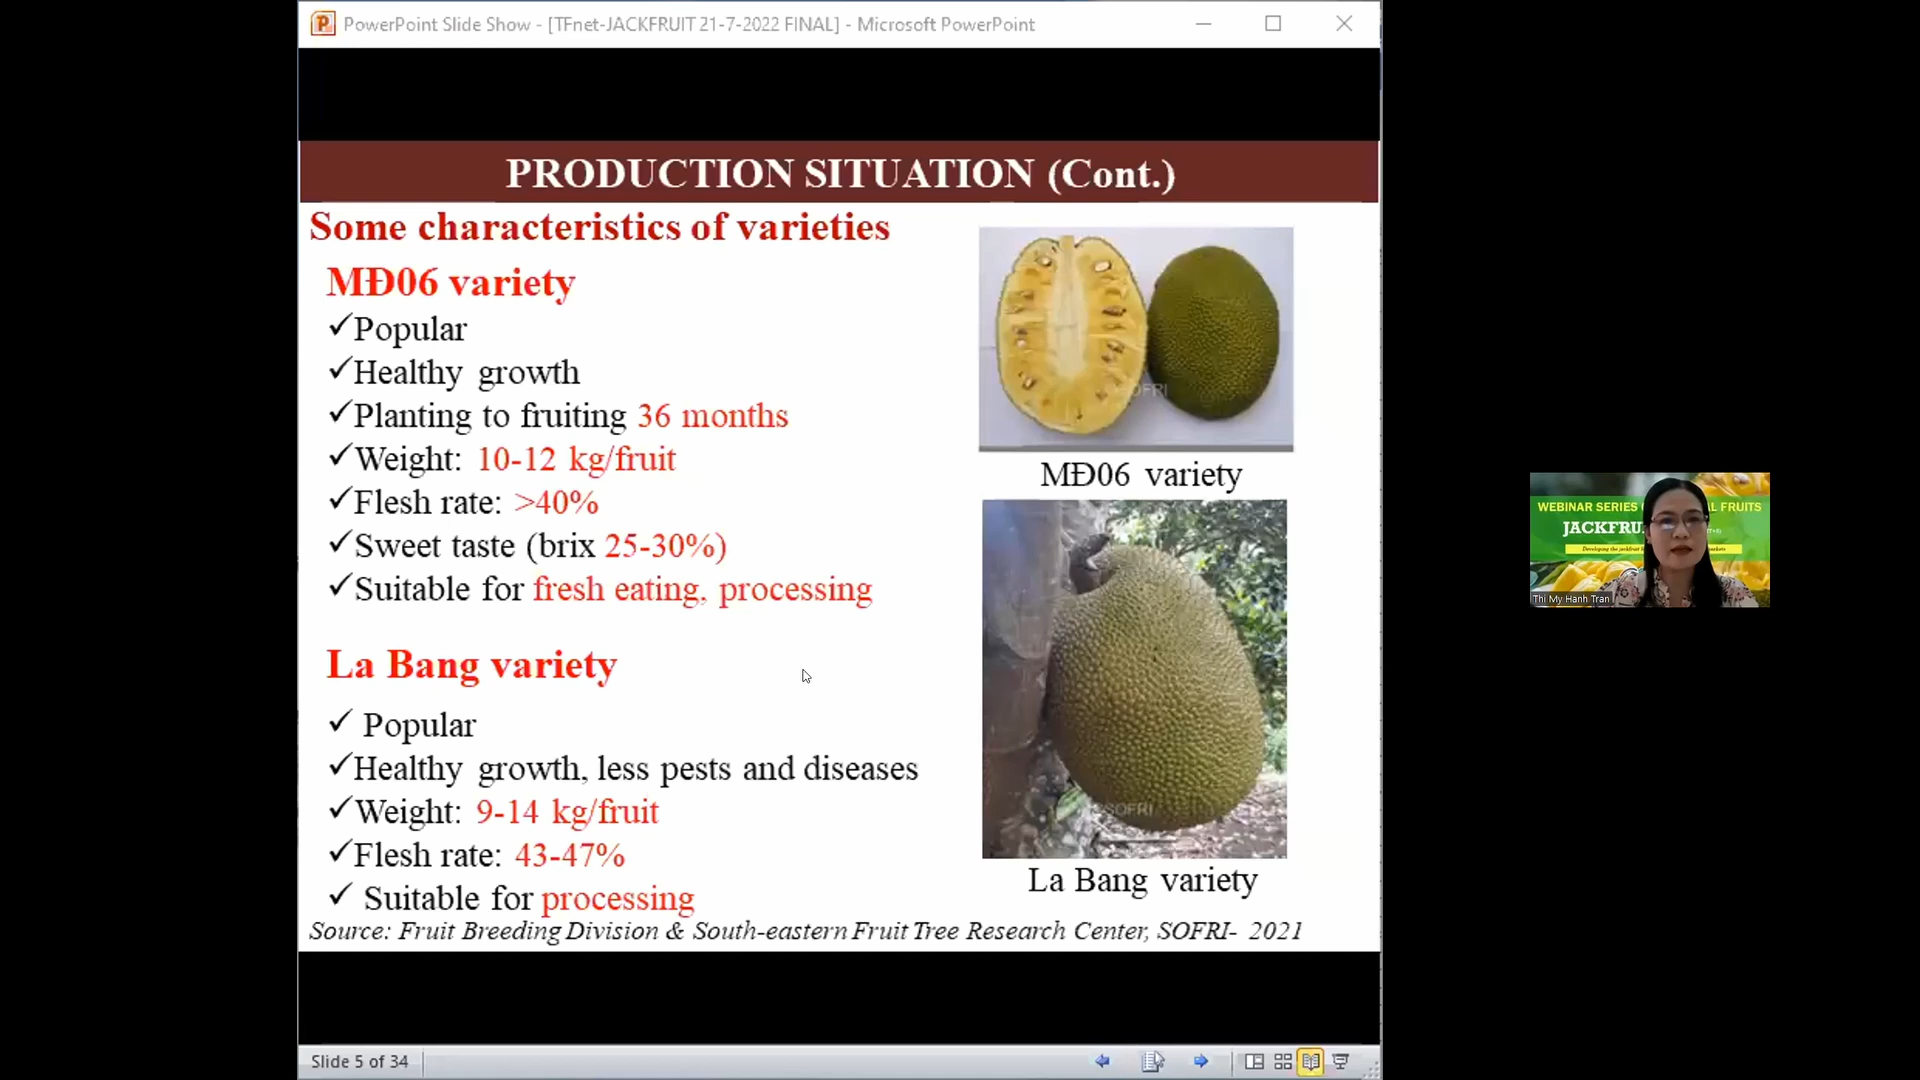 PowerPoint Slide Show - [TFnet-JACKFRUIT 21-7-2022 FINAL] - Microsoft PowerPoint
PRODUCTION SITUATION (Cont.)
Some characteristics of varieties
MĐ06 variety
✓Popular
✓Healthy growth
✓Planting to fruiting 36 months
✓Weight: 10-12 kg/fruit
✓Flesh rate: >40%
✓Sweet taste (brix 25-30%)
✓Suitable for fresh eating, processing
SOFRI
MĐ06 variety
La Bang variety
✓ Popular
✓Healthy growth, less pests and diseases
✓Weight: 9-14 kg/fruit
✓Flesh rate: 43-47%
✓ Suitable for processing
SOFRI
La Bang variety
Source: Fruit Breeding Division & South-eastern Fruit Tree Research Center, SOFRI- 2021
Slide 5 of 34
WEBINAR SERIES FRUITS
JACKFRU
Developing the jackfruit
Thi My Hanh Tran